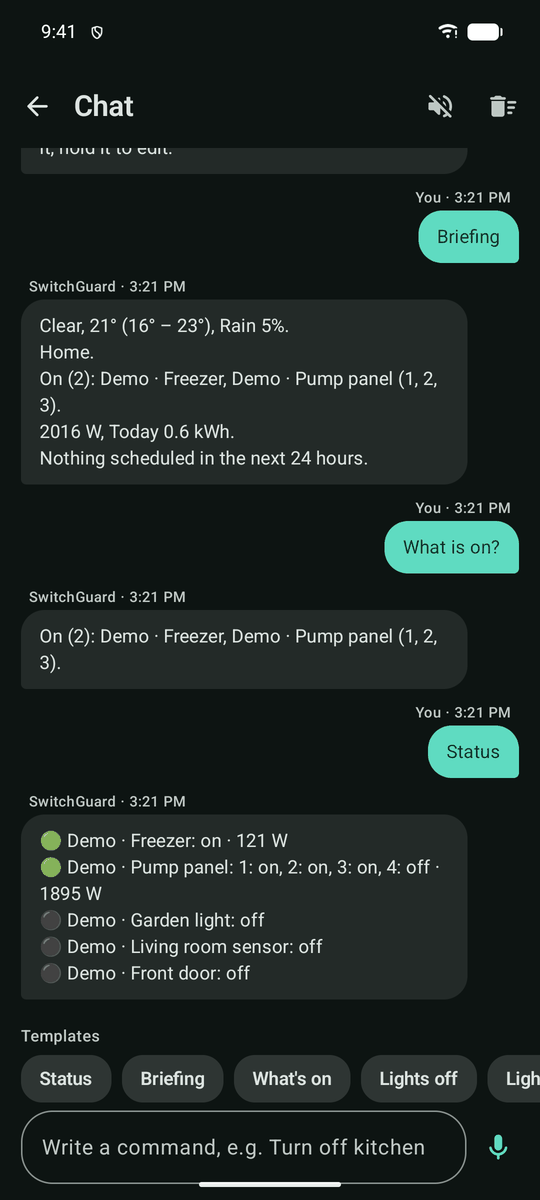 9:41
Chat
it, hold it to edit.
You · 3:21 PM
Briefing
SwitchGuard · 3:21 PM
Clear, 21° (16° – 23°), Rain 5%.
Home.
On (2): Demo · Freezer, Demo · Pump panel (1, 2,
3).
2016 W, Today 0.6 kWh.
Nothing scheduled in the next 24 hours.
You · 3:21 PM
What is on?
SwitchGuard · 3:21 PM
On (2): Demo · Freezer, Demo · Pump panel (1, 2,
3).
You · 3:21 PM
Status
SwitchGuard · 3:21 PM
Demo · Freezer: on · 121 W
Demo · Pump panel: 1: on, 2: on, 3: on, 4: off ·
1895 W
Demo · Garden light: off
Demo · Living room sensor: off
Demo · Front door: off
Templates
Status Briefing What's on Lights off Ligh
Write a command, e.g. Turn off kitchen